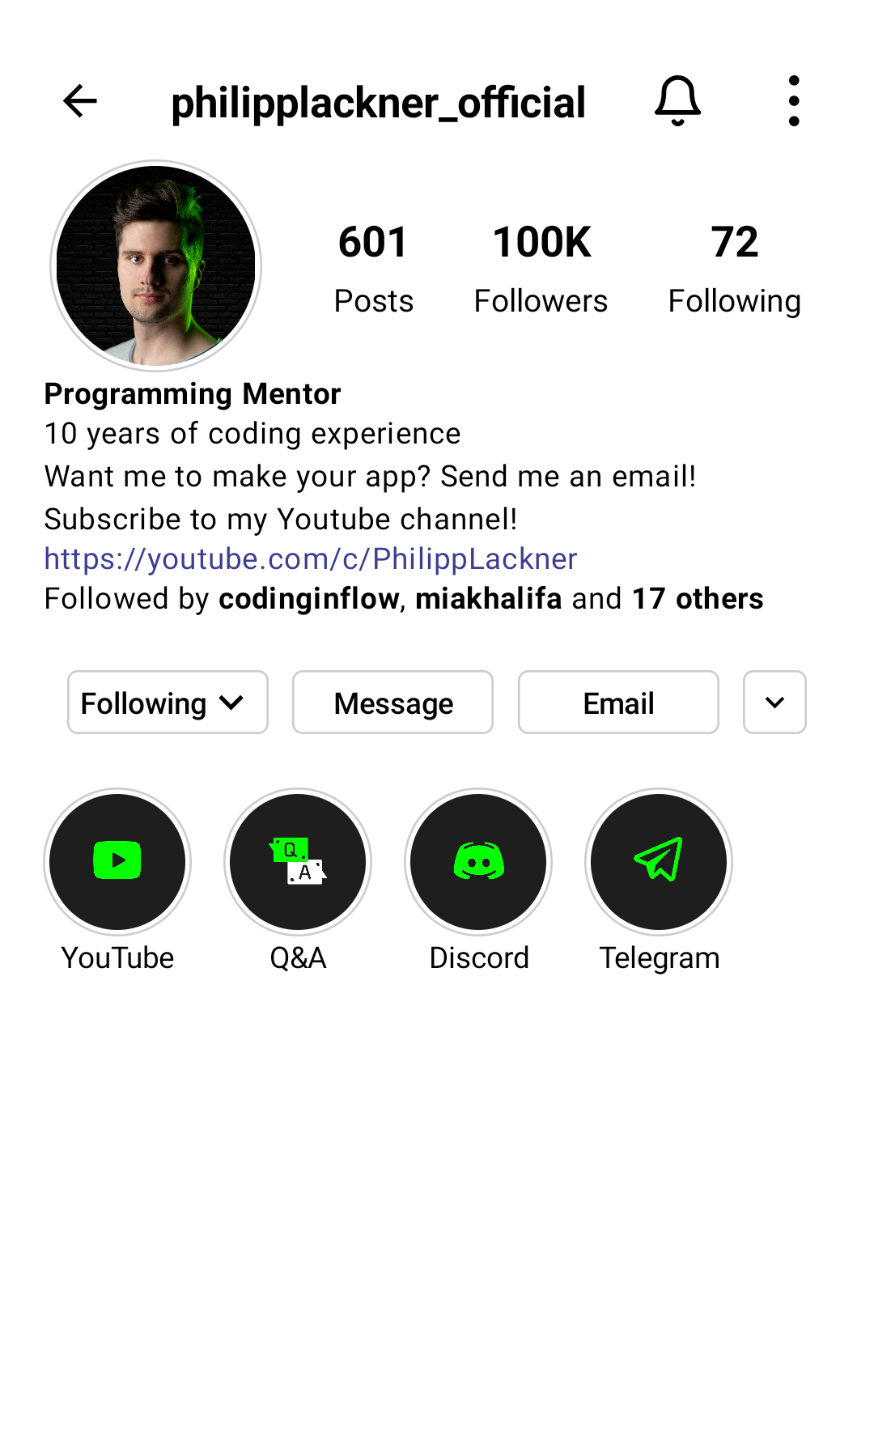 philipplackner_official
601 100K 72
Posts Followers Following
Programming Mentor
10 years of coding experience
Want me to make your app? Send me an email!
Subscribe to my Youtube channel!
https://youtube.com/c/PhilippLackner
Followed by codinginflow, miakhalifa and 17 others
Following Message Email
Q
A
YouTube Q&A Discord Telegram